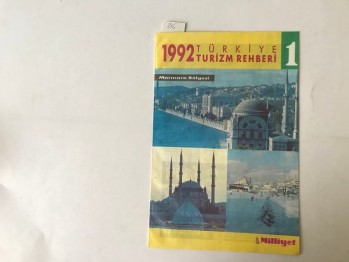 1992 TÜRKİYE
TURİZM REHBERİ
1
Marmara Bölgesi
Milliyet